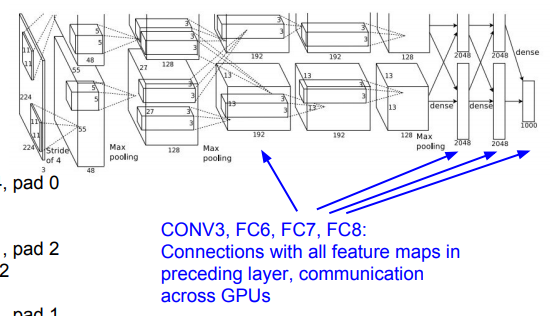 48
192
192
128
2048
2048
dense
55
27
128
13
13
13
11
11
5
5
3
3
3
3
3
3
224
5
5
3
3
3
3
3
3
13
13
13
11
11
55
27
13
dense
dense
1000
224
Stride
of 4
Max
pooling
128
Max
pooling
192
192
128
Max
pooling
2048
2048
3
48
, pad 0
, pad 2
2
, pad 1
CONV3, FC6, FC7, FC8:
Connections with all feature maps in
preceding layer, communication
across GPUs